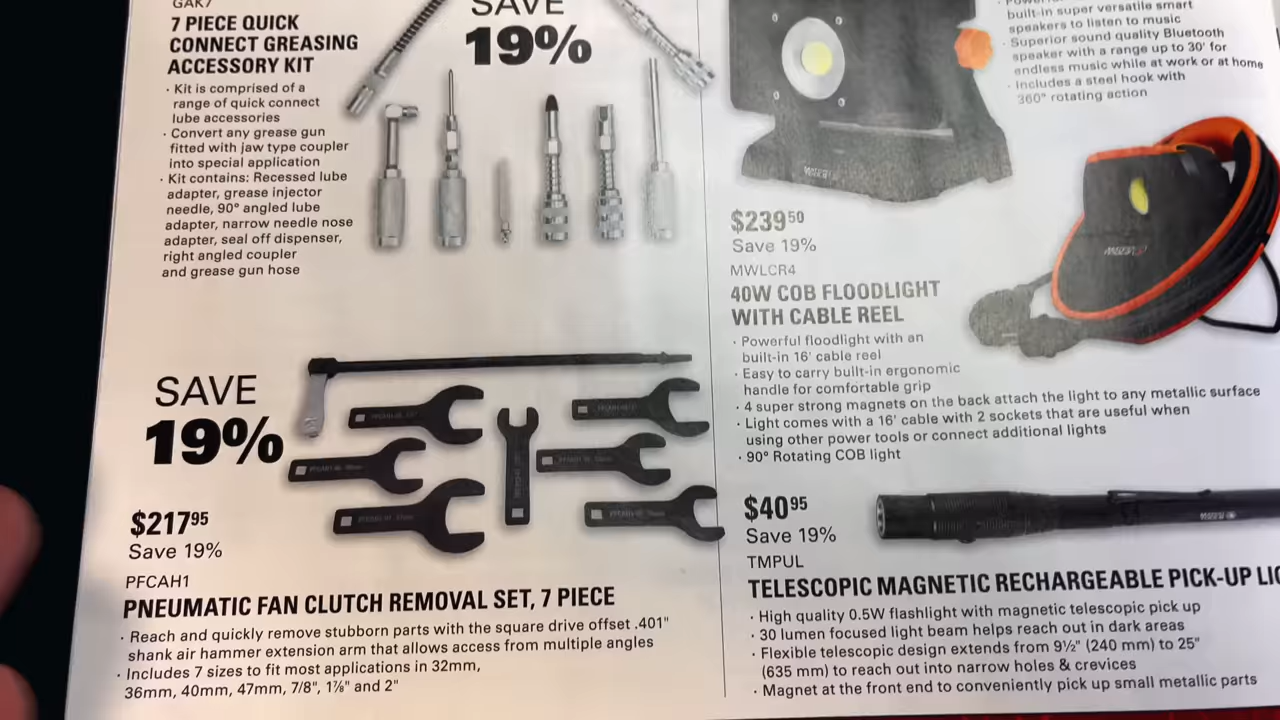 GAK7
7 PIECE QUICK
CONNECT GREASING
ACCESSORY KIT
· Kit is comprised of a
range of quick connect
lube accessories
· Convert any grease gun
fitted with jaw type coupler
into special application
· Kit contains: Recessed lube
adapter, grease injector
needle, 90° angled lube
adapter, narrow needle nose
adapter, seal off dispenser,
right angled coupler
and grease gun hose
SAVE
19%
SAVE
19%
$217⁹⁵
Save 19%
PFCAH1
PNEUMATIC FAN CLUTCH REMOVAL SET, 7 PIECE
· Reach and quickly remove stubborn parts with the square drive offset .401"
shank air hammer extension arm that allows access from multiple angles
· Includes 7 sizes to fit most applications in 32mm,
36mm, 40mm, 47mm, 7/8", 1⅞" and 2"
built-in super versatile smart
speakers to listen to music
· Superior sound quality Bluetooth
speaker with a range up to 30' for
endless music while at work or at home
· Includes a steel hook with
360° rotating action
$239⁵⁰
Save 19%
MWLCR4
40W COB FLOODLIGHT
WITH CABLE REEL
· Powerful floodlight with an
built-in 16' cable reel
· Easy to carry built-in ergonomic
handle for comfortable grip
· 4 super strong magnets on the back attach the light to any metallic surface
· Light comes with a 16' cable with 2 sockets that are useful when
using other power tools or connect additional lights
· 90° Rotating COB light
$40⁹⁵
Save 19%
TMPUL
TELESCOPIC MAGNETIC RECHARGEABLE PICK-UP
· High quality 0.5W flashlight with magnetic telescopic pick up
· 30 lumen focused light beam helps reach out in dark areas
· Flexible telescopic design extends from 9½" (240 mm) to 25"
(635 mm) to reach out into narrow holes & crevices
· Magnet at the front end to conveniently pick up small metallic parts